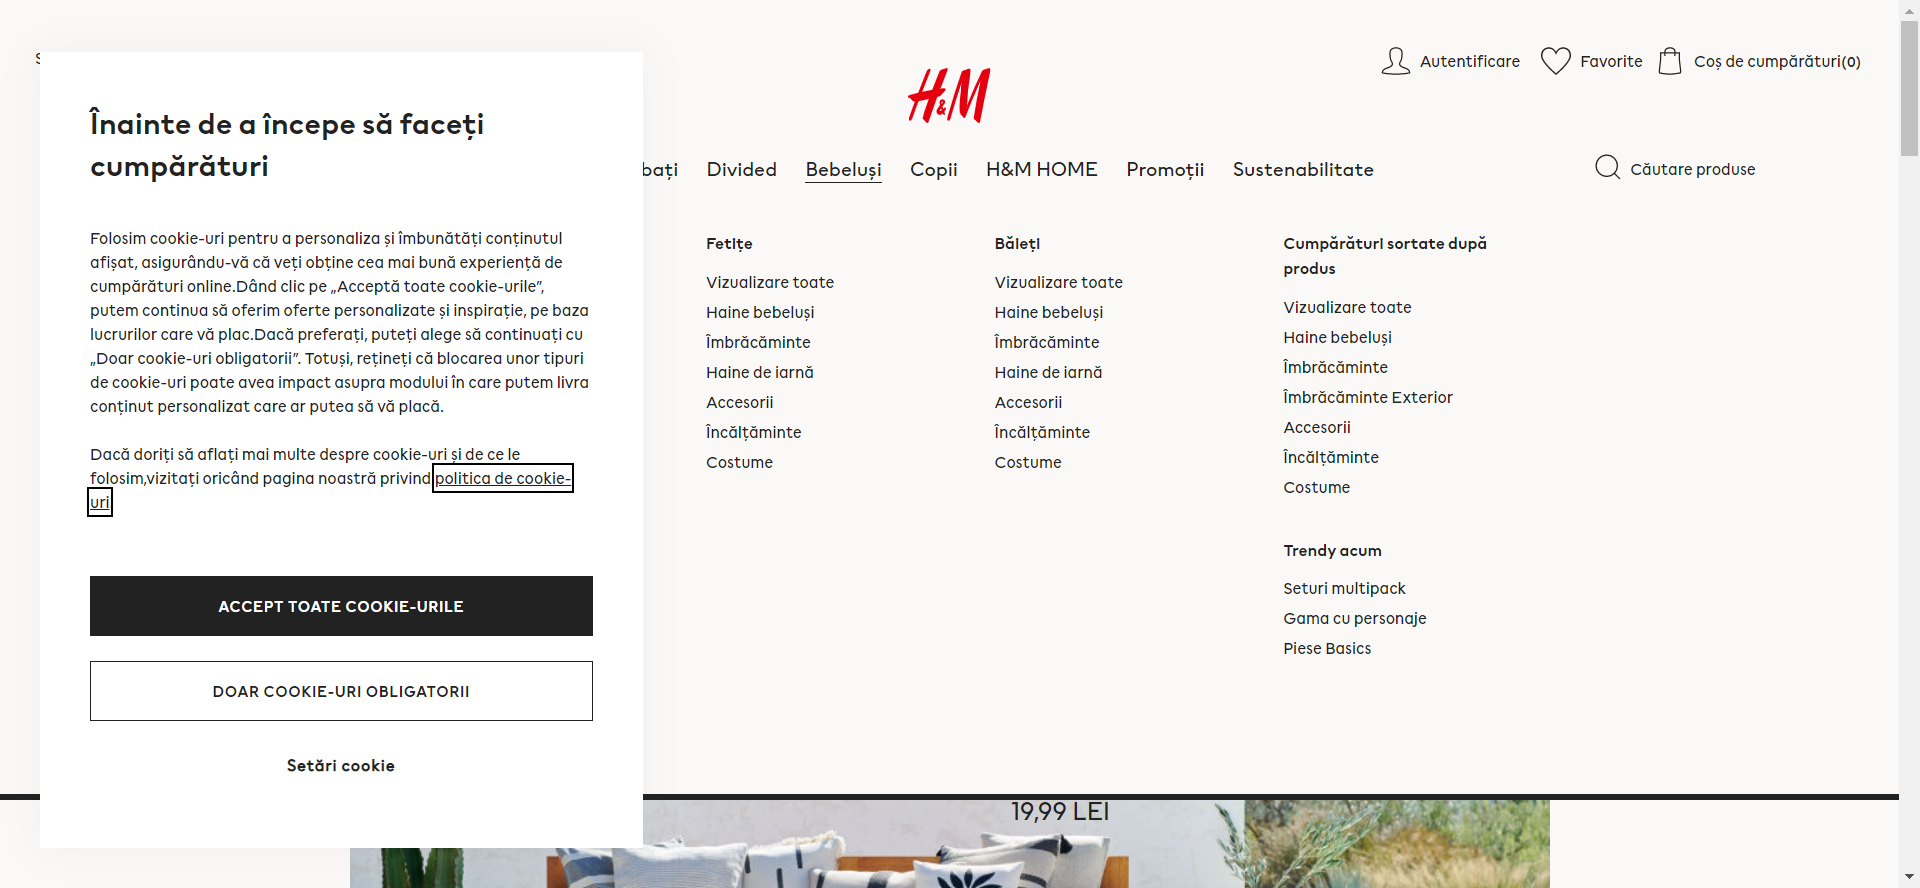 Autentificare
Favorite
Coș de cumpărături(0)
H&M
Divided
Bebeluși
Copii
H&M HOME
Promoții
Sustenabilitate
Căutare produse
Înainte de a începe să faceți
cumpărături
Folosim cookie-uri pentru a personaliza și îmbunătăți conținutul
afișat, asigurându-vă că veți obține cea mai bună experiență de
cumpărături online.Dând clic pe „Acceptă toate cookie-urile”,
putem continua să oferim oferte personalizate și inspirație, pe baza
lucrurilor care vă plac.Dacă preferați, puteți alege să continuați cu
„Doar cookie-uri obligatorii”. Totuși, rețineți că blocarea unor tipuri
de cookie-uri poate avea impact asupra modului în care putem livra
conținut personalizat care ar putea să vă placă.
Dacă doriți să aflați mai multe despre cookie-uri și de ce le
folosim,vizitați oricând pagina noastră privind politica de cookie-
uri
ACCEPT TOATE COOKIE-URILE
DOAR COOKIE-URI OBLIGATORII
Setări cookie
Fetițe
Vizualizare toate
Haine bebeluși
Îmbrăcăminte
Haine de iarnă
Accesorii
Încălțăminte
Costume
Băieți
Vizualizare toate
Haine bebeluși
Îmbrăcăminte
Haine de iarnă
Accesorii
Încălțăminte
Costume
Cumpărături sortate după
produs
Vizualizare toate
Haine bebeluși
Îmbrăcăminte
Îmbrăcăminte Exterior
Accesorii
Încălțăminte
Costume
Trendy acum
Seturi multipack
Gama cu personaje
Piese Basics
19,99 LEI